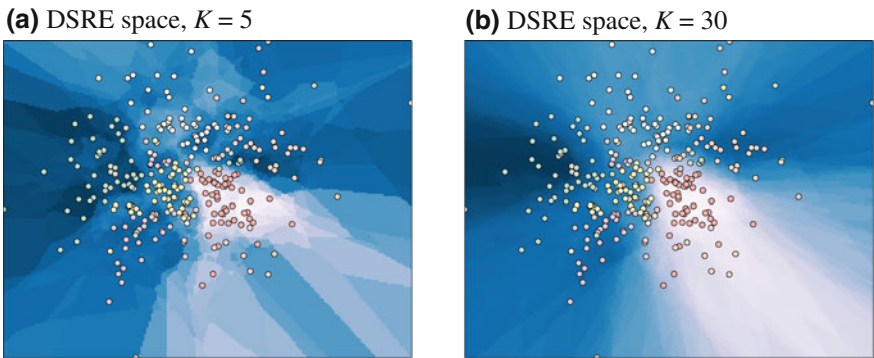 (a) DSRE space, K = 5
(b) DSRE space, K = 30